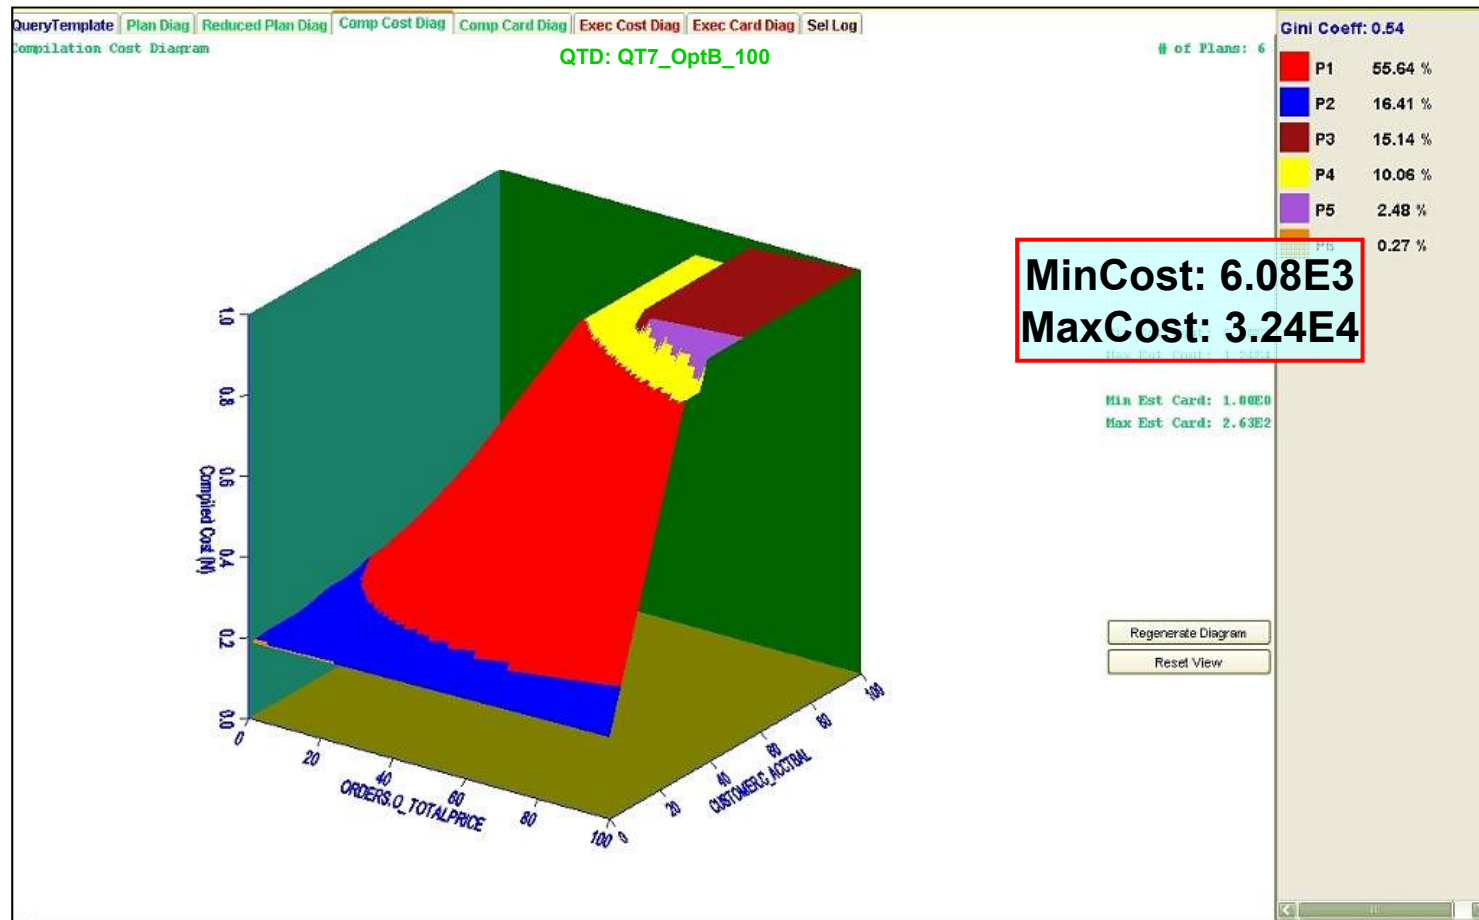 QueryTemplate Plan Diag Reduced Plan Diag Comp Cost Diag Comp Card Diag Exec Cost Diag Exec Card Diag Sel Log
Compilation Cost Diagram
QTD: QT7_OptB_100
# of Plans: 6
Gini Coeff: 0.54
P1 55.64 %
P2 16.41 %
P3 15.14 %
P4 10.06 %
P5 2.48 %
P6 0.27 %
MinCost: 6.08E3
MaxCost: 3.24E4
Min Est Card: 1.00E0
Max Est Card: 2.63E2
Regenerate Diagram
Reset View
Compiled Cost (N)
0.0 0.2 0.4 0.6 0.8 1.0
0 20 40 60 80 100
ORDERS.O_TOTALPRICE
0 20 40 60 80 100
CUSTOMER.C_ACCTBAL